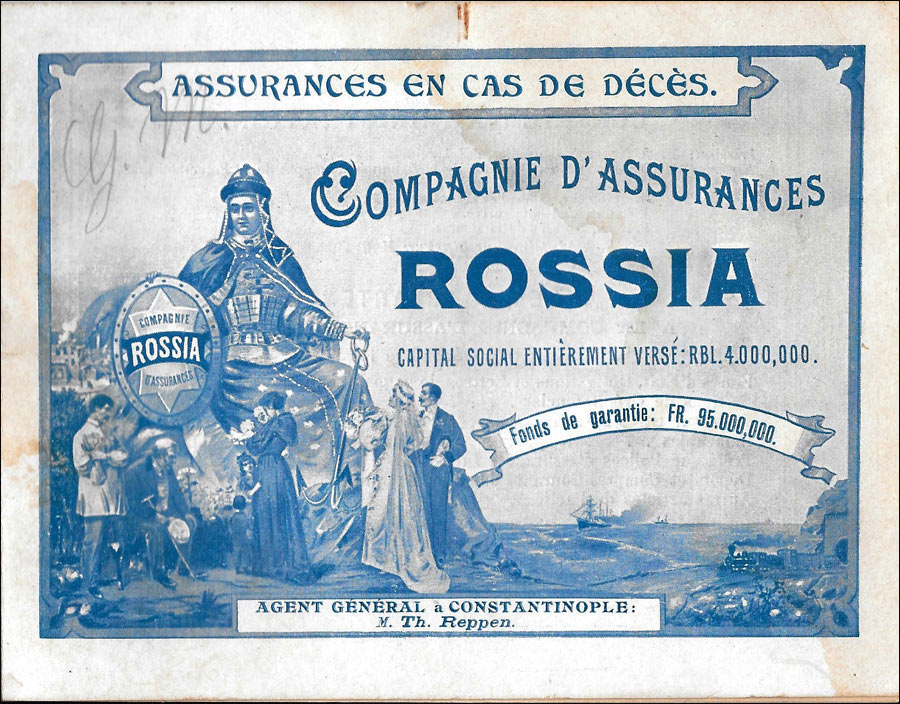 ASSURANCES EN CAS DE DÉCÈS.
G. M.
COMPAGNIE D'ASSURANCES
ROSSIA
CAPITAL SOCIAL ENTIÈREMENT VERSÉ: RBL. 4.000,000.
Fonds de garantie: FR. 95.000,000.
COMPAGNIE
ROSSIA
D'ASSURANCES
AGENT GÉNÉRAL à CONSTANTINOPLE:
M. Th. Reppen.